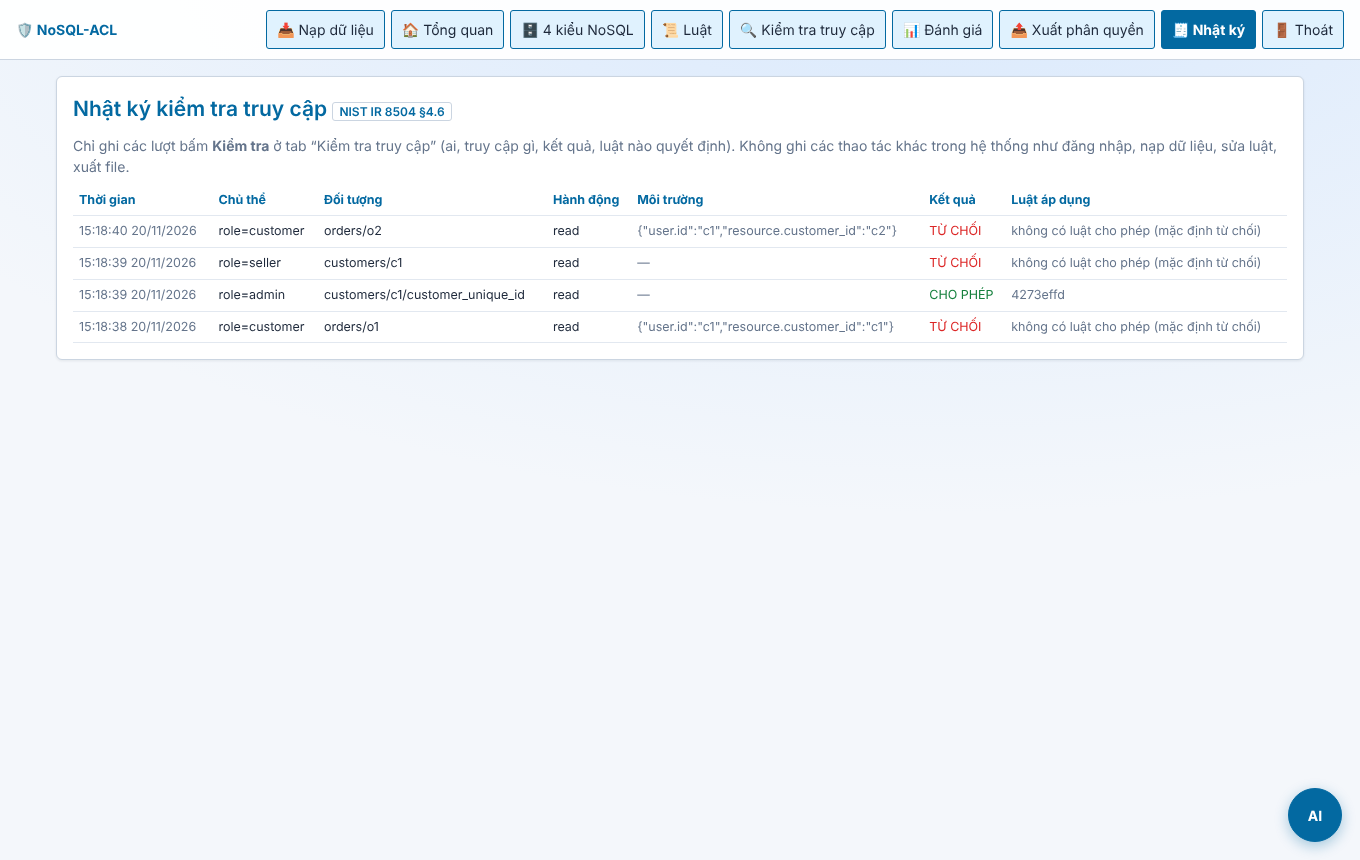 🛡️ NoSQL-ACL
📥 Nạp dữ liệu
🏠 Tổng quan
🗄️ 4 kiểu NoSQL
📜 Luật
🔍 Kiểm tra truy cập
📊 Đánh giá
📤 Xuất phân quyền
🧾 Nhật ký
🚪 Thoát
Nhật ký kiểm tra truy cập NIST IR 8504 §4.6
Chỉ ghi các lượt bấm Kiểm tra ở tab “Kiểm tra truy cập” (ai, truy cập gì, kết quả, luật nào quyết định). Không ghi các thao tác khác trong hệ thống như đăng nhập, nạp dữ liệu, sửa luật,
xuất file.
Thời gian Chủ thể Đối tượng Hành động Môi trường Kết quả Luật áp dụng
15:18:40 20/11/2026 role=customer orders/o2 read {"user.id":"c1","resource.customer_id":"c2"} TỪ CHỐI không có luật cho phép (mặc định từ chối)
15:18:39 20/11/2026 role=seller customers/c1 read — TỪ CHỐI không có luật cho phép (mặc định từ chối)
15:18:39 20/11/2026 role=admin customers/c1/customer_unique_id read — CHO PHÉP 4273effd
15:18:38 20/11/2026 role=customer orders/o1 read {"user.id":"c1","resource.customer_id":"c1"} TỪ CHỐI không có luật cho phép (mặc định từ chối)
AI